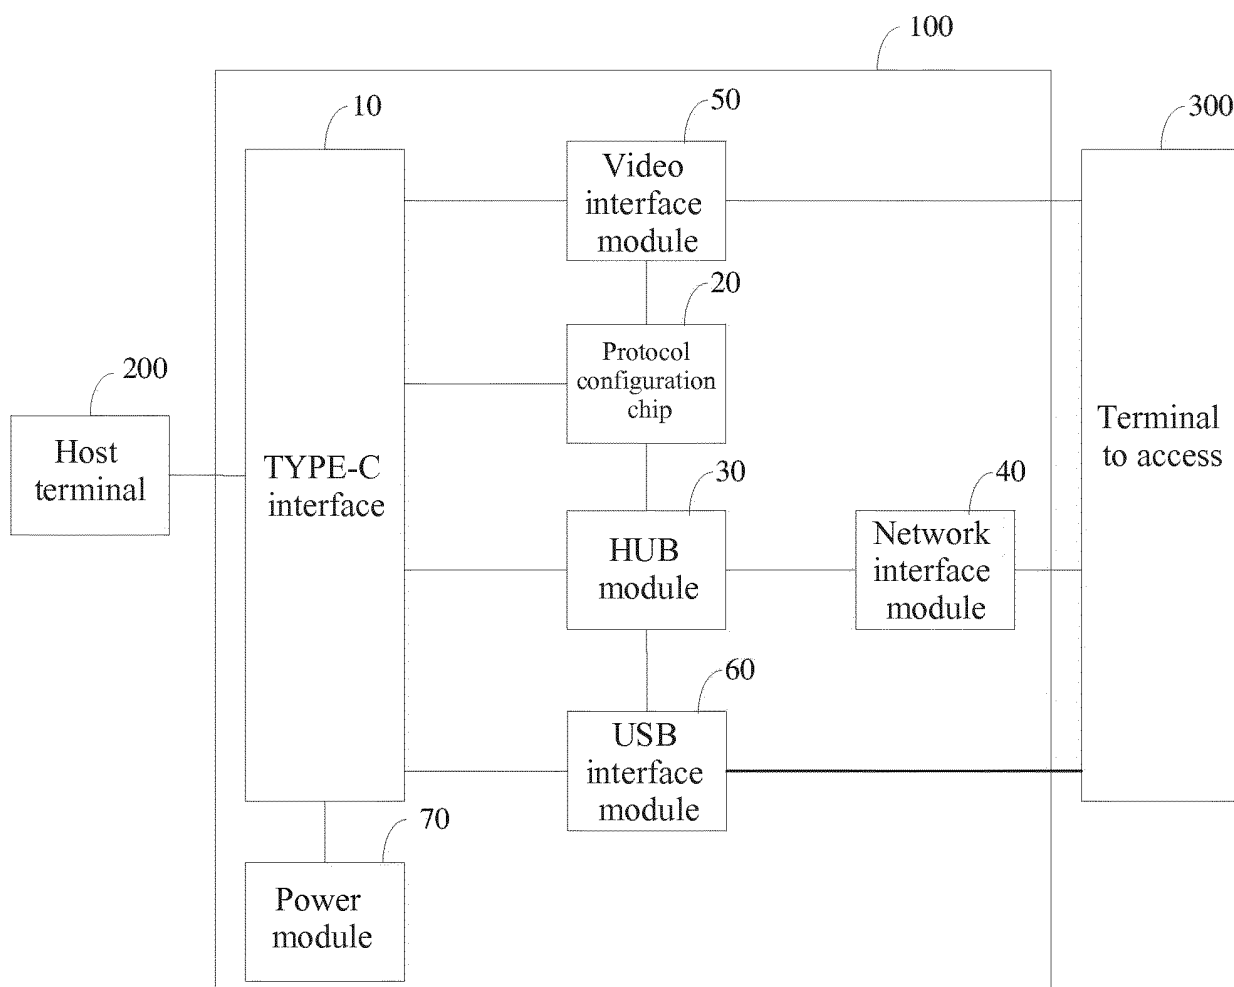 100
10
50
300
Video
interface
module
20
Protocol
configuration
chip
200
Host
terminal
TYPE-C
interface
Terminal
to access
30
40
HUB
module
Network
interface
module
60
USB
interface
module
70
Power
module